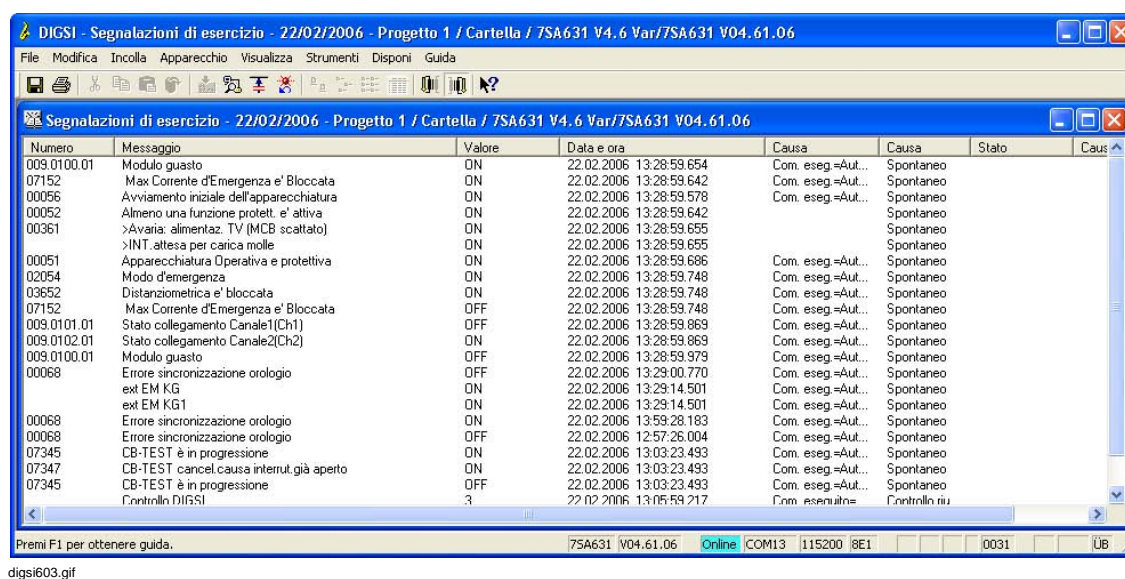 DIGSI - Segnalazioni di esercizio - 22/02/2006 - Progetto 1 / Cartella / 7SA631 V4.6 Var/7SA631 V04.61.06
File Modifica Incolla Apparecchio Visualizza Strumenti Disponi Guida
Segnalazioni di esercizio - 22/02/2006 - Progetto 1 / Cartella / 7SA631 V4.6 Var/7SA631 V04.61.06
Numero Messaggio Valore Data e ora Causa Causa Stato Caus
009.0100.01 Modulo guasto ON 22.02.2006 13:28:59.654 Com. eseg.=Aut... Spontaneo
07152 Max Corrente d'Emergenza e' Bloccata ON 22.02.2006 13:28:59.642 Com. eseg.=Aut... Spontaneo
00056 Avviamento iniziale dell'apparecchiatura ON 22.02.2006 13:28:59.578 Com. eseg.=Aut... Spontaneo
00052 Almeno una funzione protett. e' attiva ON 22.02.2006 13:28:59.642 Spontaneo
00361 >Avaria: alimentaz. TV (MCB scattato) ON 22.02.2006 13:28:59.655 Spontaneo
>INT.attesa per carica molle ON 22.02.2006 13:28:59.655 Spontaneo
00051 Apparecchiatura Operativa e protettiva ON 22.02.2006 13:28:59.686 Com. eseg.=Aut... Spontaneo
02054 Modo d'emergenza ON 22.02.2006 13:28:59.748 Com. eseg.=Aut... Spontaneo
03652 Distanziometrica e' bloccata ON 22.02.2006 13:28:59.748 Com. eseg.=Aut... Spontaneo
07152 Max Corrente d'Emergenza e' Bloccata OFF 22.02.2006 13:28:59.748 Com. eseg.=Aut... Spontaneo
009.0101.01 Stato collegamento Canale1(Ch1) OFF 22.02.2006 13:28:59.869 Com. eseg.=Aut... Spontaneo
009.0102.01 Stato collegamento Canale2(Ch2) OFF 22.02.2006 13:28:59.869 Com. eseg.=Aut... Spontaneo
009.0100.01 Modulo guasto OFF 22.02.2006 13:28:59.979 Com. eseg.=Aut... Spontaneo
00068 Errore sincronizzazione orologio OFF 22.02.2006 13:29:00.770 Com. eseg.=Aut... Spontaneo
ext EM KG ON 22.02.2006 13:29:14.501 Com. eseg.=Aut... Spontaneo
ext EM KG1 ON 22.02.2006 13:29:14.501 Com. eseg.=Aut... Spontaneo
00068 Errore sincronizzazione orologio ON 22.02.2006 13:59:28.183 Com. eseg.=Aut... Spontaneo
00068 Errore sincronizzazione orologio OFF 22.02.2006 12:57:26.004 Com. eseg.=Aut... Spontaneo
07345 CB-TEST è in progressione ON 22.02.2006 13:03:23.493 Com. eseg.=Aut... Spontaneo
07347 CB-TEST cancel.causa interrut.già aperto ON 22.02.2006 13:03:23.493 Com. eseg.=Aut... Spontaneo
07345 CB-TEST è in progressione OFF 22.02.2006 13:03:23.493 Com. eseg.=Aut... Spontaneo
Controllo DIGSI 3 22.02.2006 13:05:59.217 Com. eseguito= Controllo riu
Premi F1 per ottenere guida. 7SA631 V04.61.06 Online COM13 115200 8E1 0031 ÜB
digsi603.gif